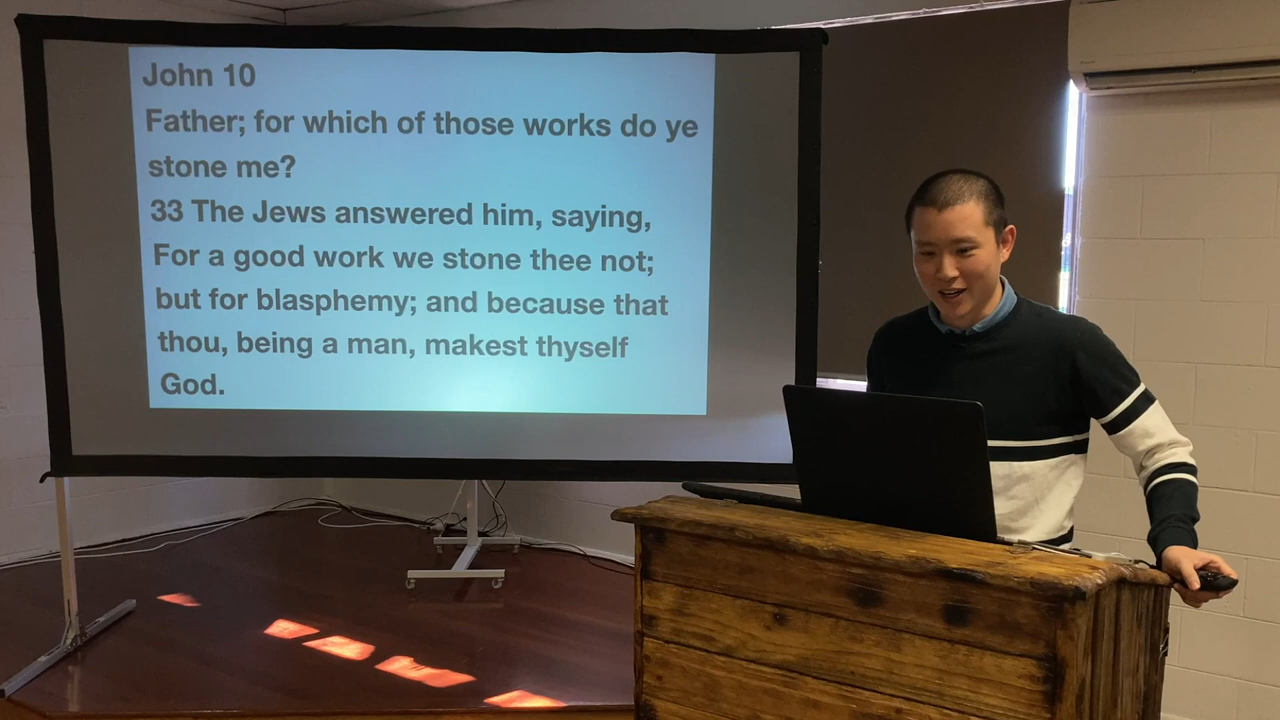 John 10
Father; for which of those works do ye
stone me?
33 The Jews answered him, saying,
For a good work we stone thee not;
but for blasphemy; and because that
thou, being a man, makest thyself
God.